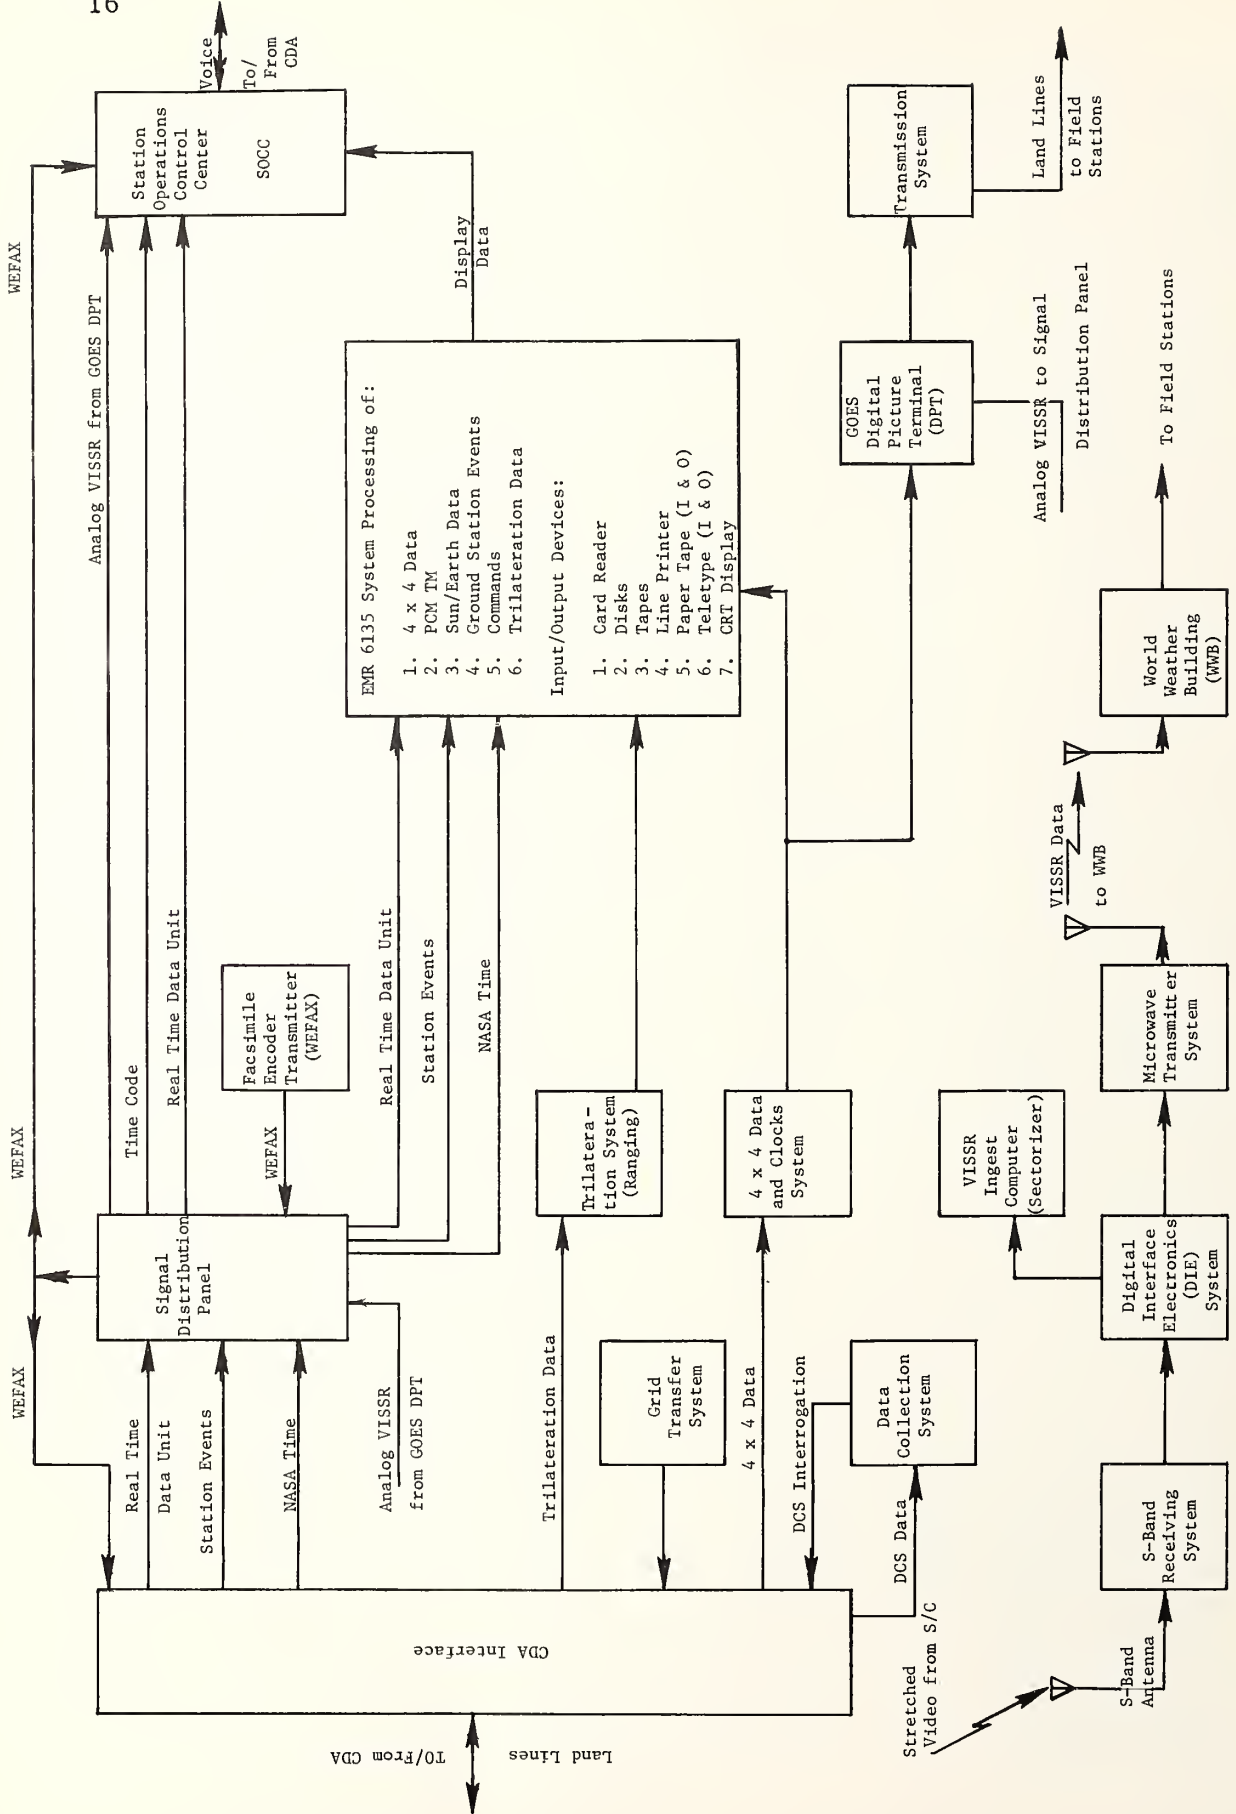 16
WEFAX
WEFAX
WEFAX
Voice
To/
From
CDA
Station
Operations
Control
Center
SOCC
Analog VISSR from GOES DPT
Time Code
Real Time Data Unit
Display
Data
Signal
Distribution
Panel
Facsimile
Encoder
Transmitter
(WEFAX)
WEFAX
Real Time
Data Unit
Station Events
NASA Time
Analog VISSR
from GOES DPT
Real Time Data Unit
Station Events
NASA Time
EMR 6135 System Processing of:
1. 4 x 4 Data
2. PCM TM
3. Sun/Earth Data
4. Ground Station Events
5. Commands
6. Trilateration Data
Input/Output Devices:
1. Card Reader
2. Disks
3. Tapes
4. Line Printer
5. Paper Tape (I & O)
6. Teletype (I & O)
7. CRT Display
CDA Interface
TO/From CDA
Land Lines
Trilateration Data
Trilatera-
tion System
(Ranging)
Grid
Transfer
System
4 x 4 Data
4 x 4 Data
and Clocks
System
DCS Interrogation
DCS Data
Data
Collection
System
GOES
Digital
Picture
Terminal
(DPT)
Transmission
System
Land Lines
to Field
Stations
Analog VISSR to Signal
Distribution Panel
Stretched
Video from S/C
S-Band
Antenna
S-Band
Receiving
System
Digital
Interface
Electronics
(DIE)
System
VISSR
Ingest
Computer
(Sectorizer)
Microwave
Transmitter
System
VISSR Data
to WWB
World
Weather
Building
(WWB)
To Field Stations